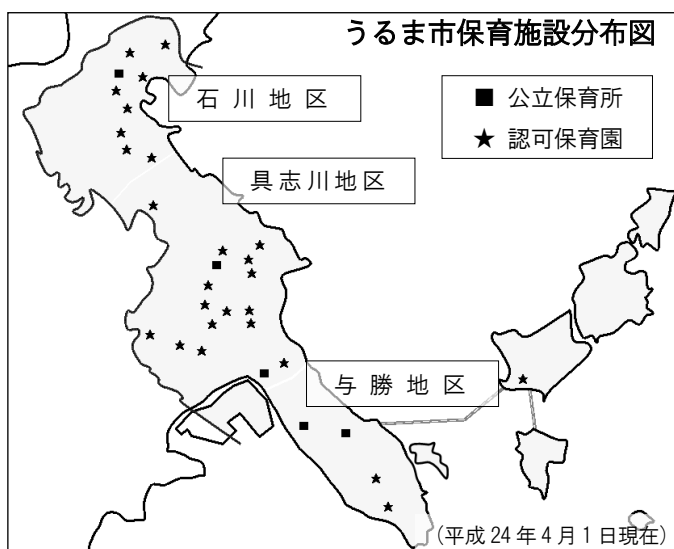 うるま市保育施設分布図
石川地区
■ 公立保育所
★ 認可保育園
具志川地区
与勝地区
(平成24年4月1日現在)